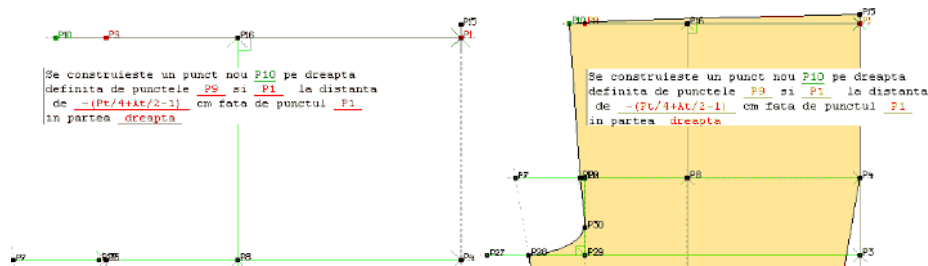 P15
P10 P9 P16 P1
Se construieste un punct nou P10 pe dreapta
definita de punctele P9 si P1 la distanta
de -(Pt/4+At/2-1) cm fata de punctul P1
in partea dreapta
P7 P8 P4
P15
P10 P9 P16 P1
Se construieste un punct nou P10 pe dreapta
definita de punctele P9 si P1 la distanta
de -(Pt/4+At/2-1) cm fata de punctul P1
in partea dreapta
P7 P8 P4
P30
P27 P28 P29 P3